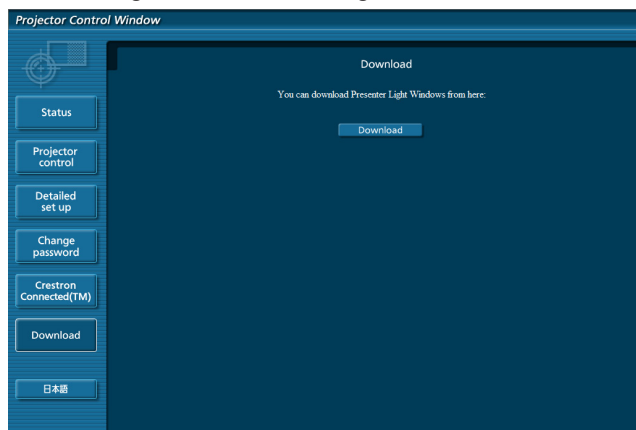 Projector Control Window
Status
Projector
control
Detailed
set up
Change
password
Crestron
Connected(TM)
Download
日本語
Download
You can download Presenter Light Windows from here:
Download